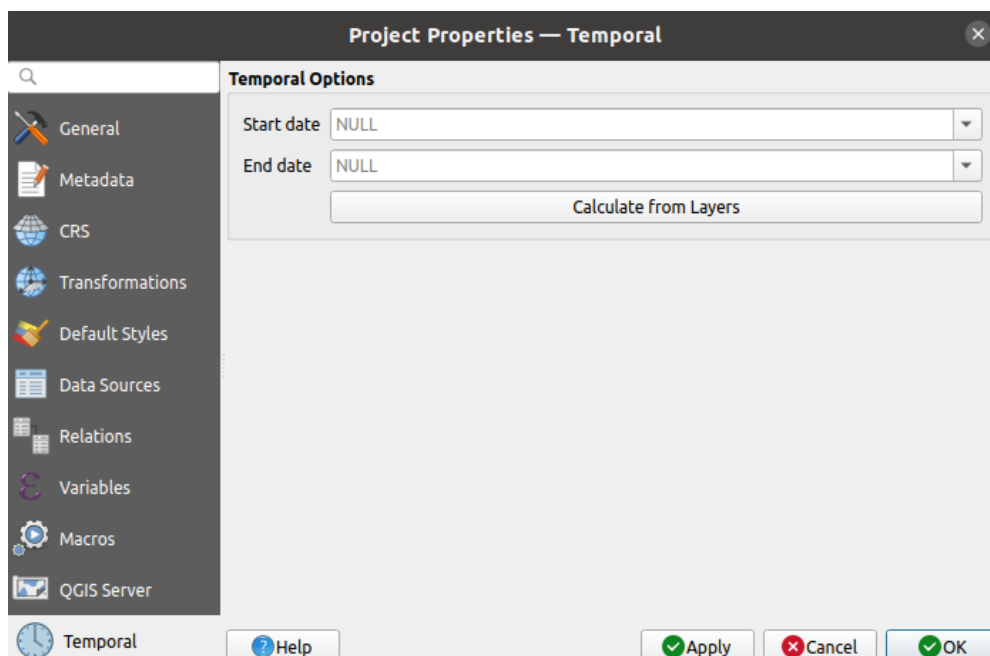 Project Properties — Temporal
General
Metadata
CRS
Transformations
Default Styles
Data Sources
Relations
Variables
Macros
QGIS Server
Temporal
Temporal Options
Start date NULL
End date NULL
Calculate from Layers
Help Apply Cancel OK